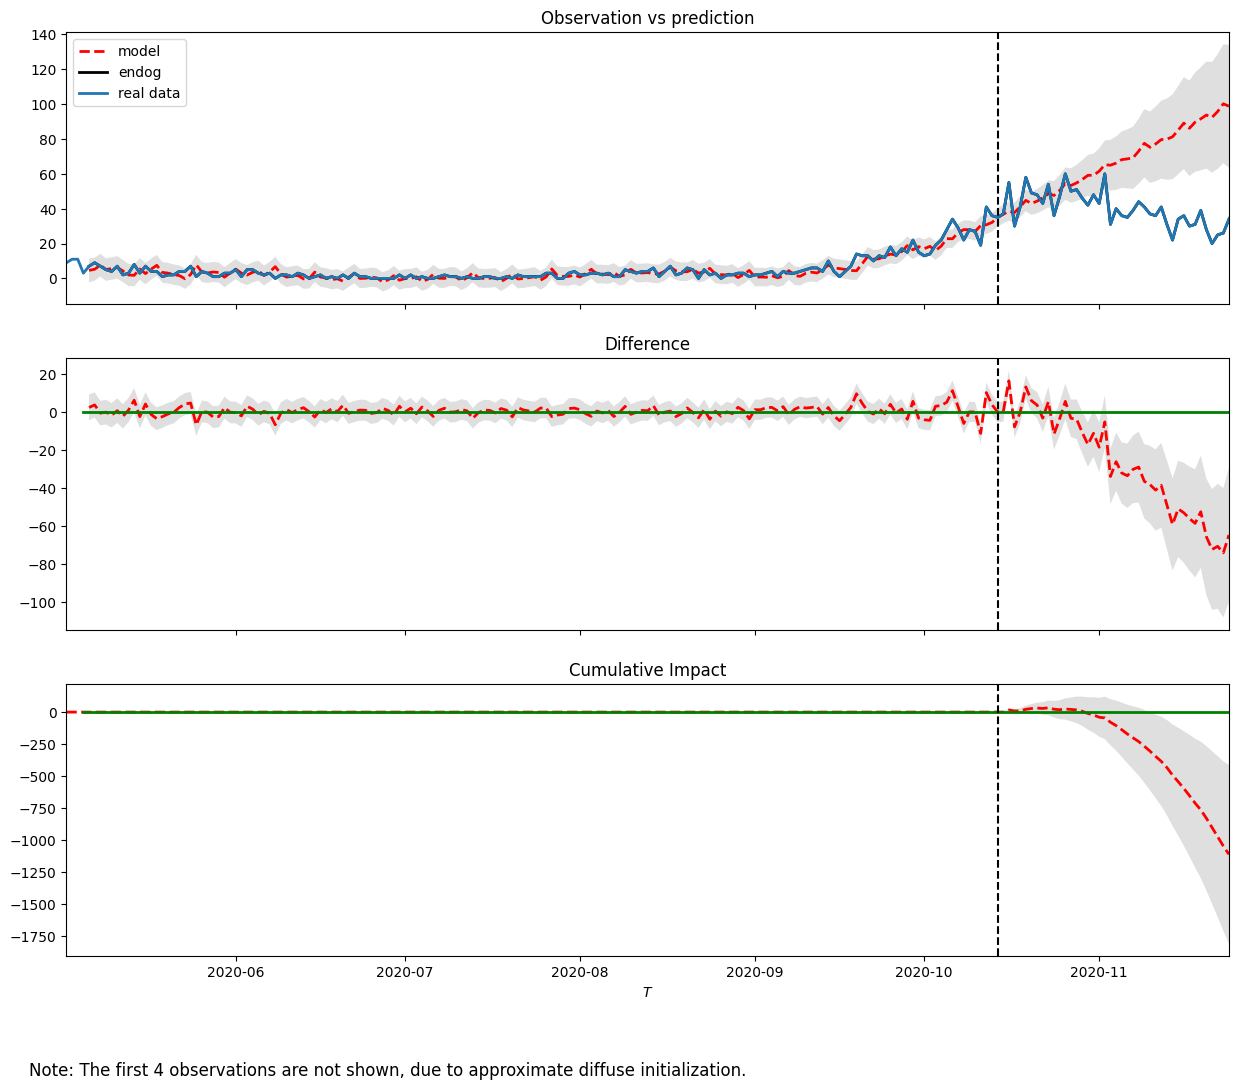 Observation vs prediction
140
120
100
80
60
40
20
0
model
endog
real data
Difference
20
0
−20
−40
−60
−80
−100
Cumulative Impact
0
−250
−500
−750
−1000
−1250
−1500
−1750
2020-06 2020-07 2020-08 2020-09 2020-10 2020-11
T
Note: The first 4 observations are not shown, due to approximate diffuse initialization.